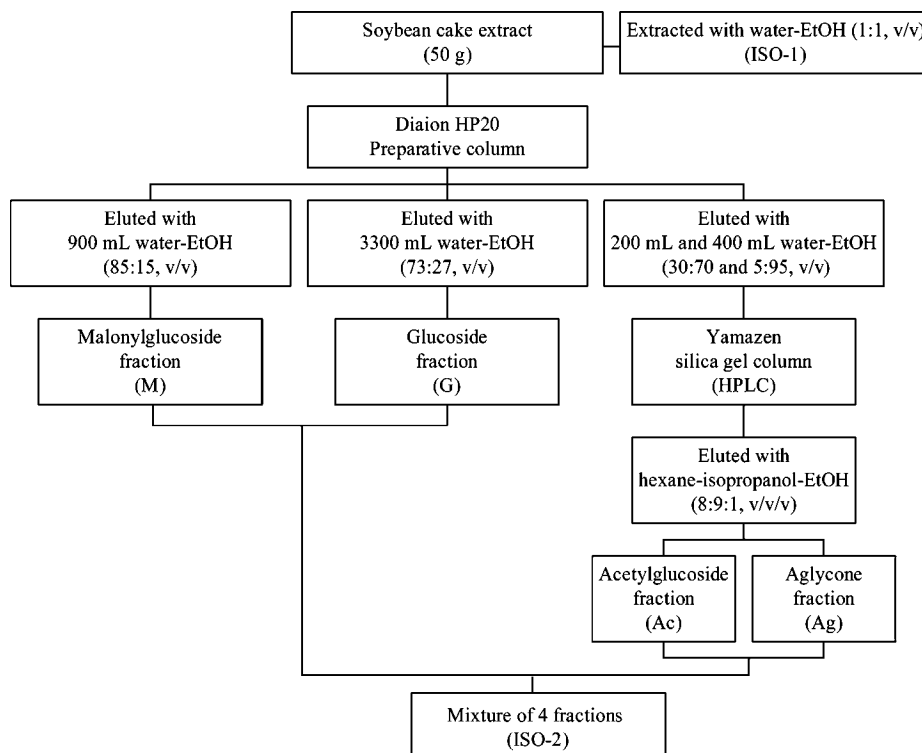 Soybean cake extract
(50 g)
Extracted with water-EtOH (1:1, v/v)
(ISO-1)
Diaion HP20
Preparative column
Eluted with
900 mL water-EtOH
(85:15, v/v)
Eluted with
3300 mL water-EtOH
(73:27, v/v)
Eluted with
200 mL and 400 mL water-EtOH
(30:70 and 5:95, v/v)
Malonylglucoside
fraction
(M)
Glucoside
fraction
(G)
Yamazen
silica gel column
(HPLC)
Eluted with
hexane-isopropanol-EtOH
(8:9:1, v/v/v)
Acetylglucoside
fraction
(Ac)
Aglycone
fraction
(Ag)
Mixture of 4 fractions
(ISO-2)